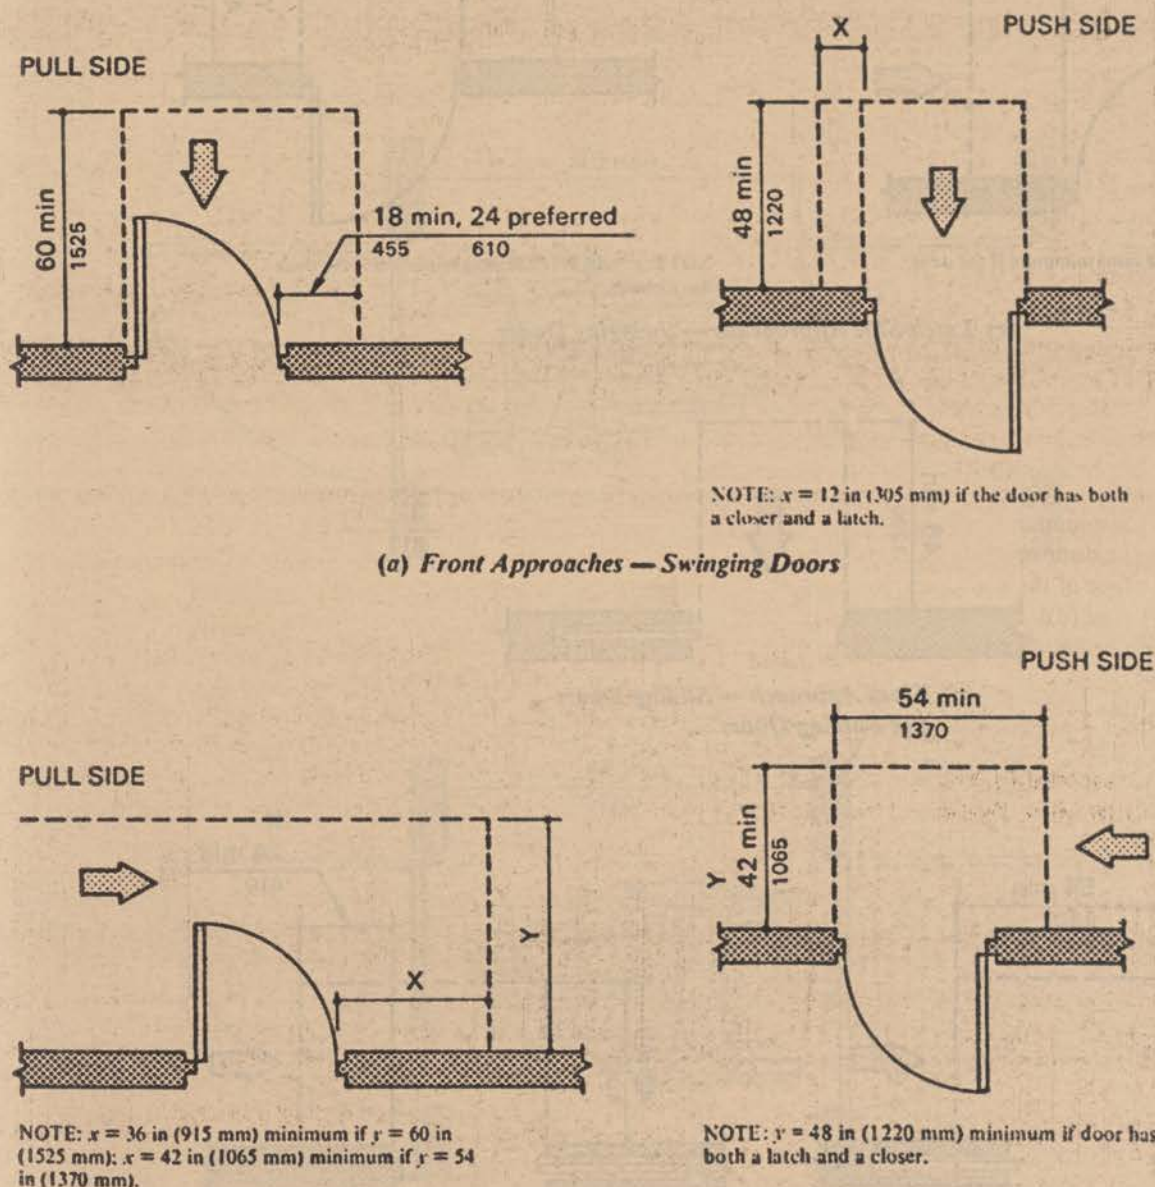 PULL SIDE
60 min
1525
18 min, 24 preferred
455 610
PUSH SIDE
X
48 min
1220
NOTE: x = 12 in (305 mm) if the door has both
a closer and a latch.
(a) Front Approaches — Swinging Doors
PULL SIDE
X
Y
NOTE: x = 36 in (915 mm) minimum if y = 60 in
(1525 mm); x = 42 in (1065 mm) minimum if y = 54
in (1370 mm).
PUSH SIDE
54 min
1370
Y
42 min
1065
NOTE: y = 48 in (1220 mm) minimum if door has
both a latch and a closer.